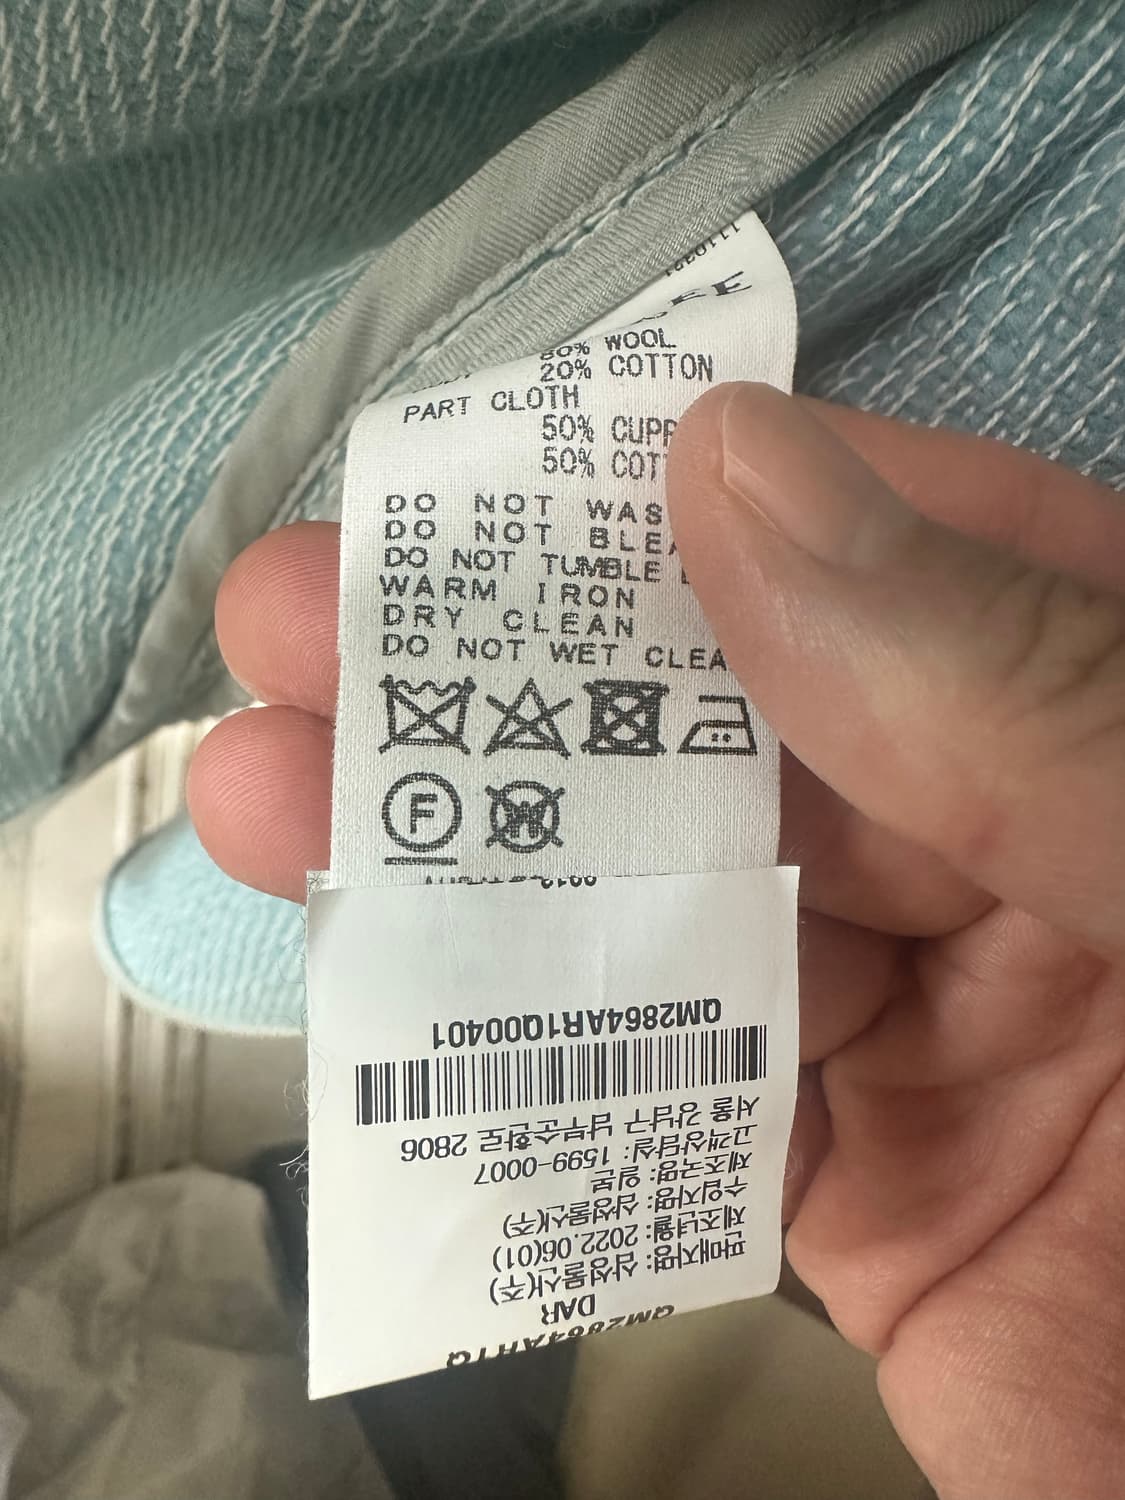 80% WOOL
20% COTTON
PART CLOTH
50% CUPR
50% COT
DO NOT WAS
DO NOT BLEA
DO NOT TUMBLE
WARM IRON
DRY CLEAN
DO NOT WET CLEA
F
W
QM2864AR1Q
DAR
판매자명: 삼성물산(주)
제조년월: 2022.06(01)
수입자명: 삼성물산(주)
제조국명: 일본
고객상담실: 1599-0007
서울 강남구 남부순환로 2806
QM2864AR1Q00401